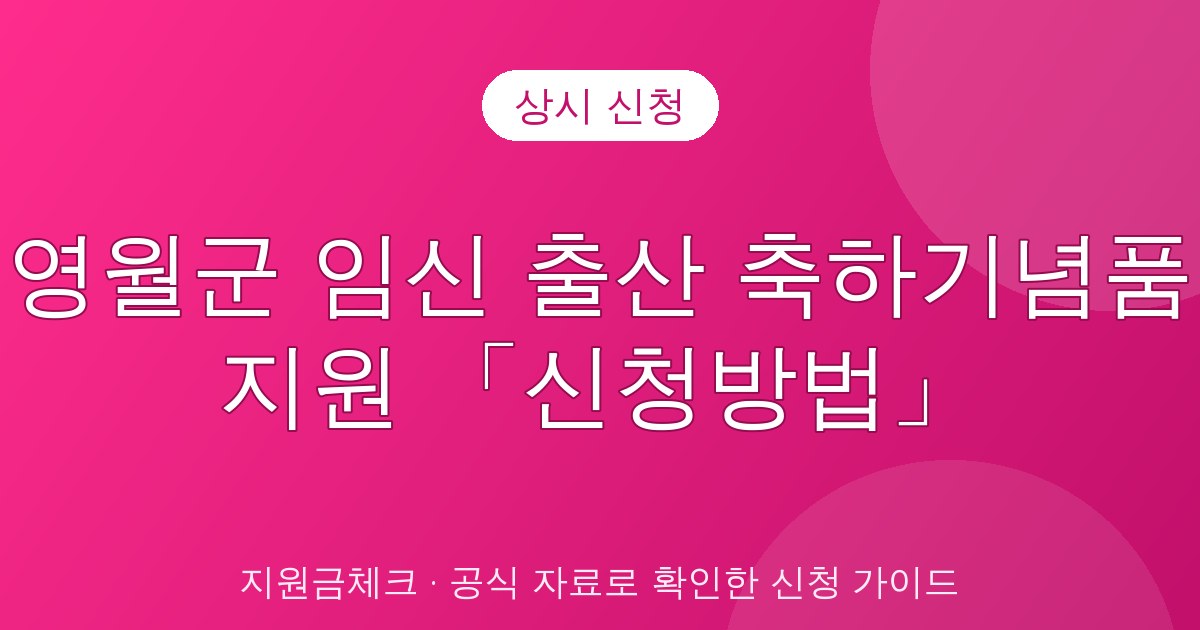 상시 신청
영월군 임신 출산 축하기념품
지원 「신청방법」
지원금체크 · 공식 자료로 확인한 신청 가이드